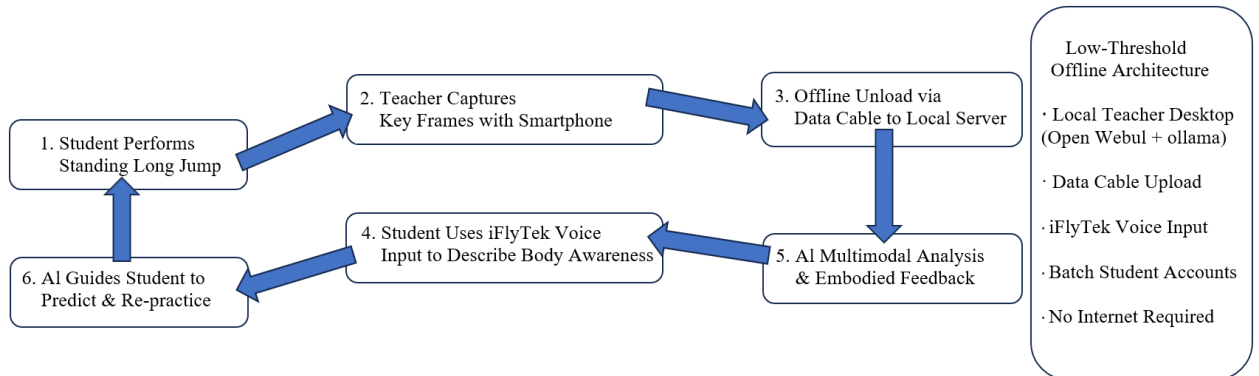 1. Student Performs
Standing Long Jump
2. Teacher Captures
Key Frames with Smartphone
3. Offline Unload via
Data Cable to Local Server
4. Student Uses iFlyTek Voice
Input to Describe Body Awareness
5. Al Multimodal Analysis
& Embodied Feedback
6. Al Guides Student to
Predict & Re-practice
Low-Threshold
Offline Architecture
· Local Teacher Desktop
(Open Webul + ollama)
· Data Cable Upload
· iFlyTek Voice Input
· Batch Student Accounts
· No Internet Required